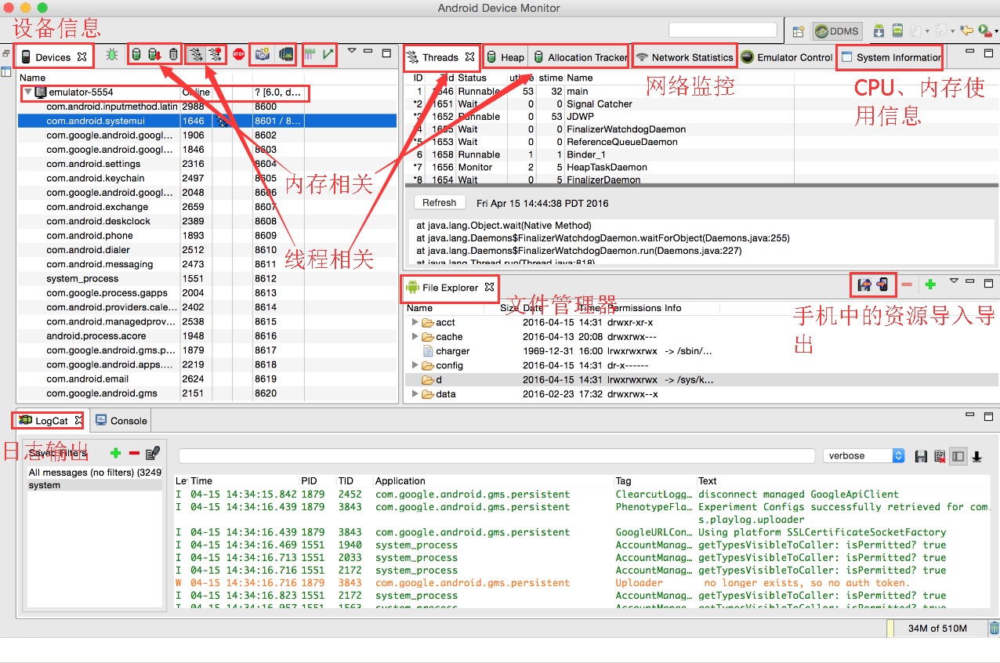 Android Device Monitor
设备信息
DDMS
Devices
Threads
Heap
Allocation Tracker
Network Statistics
Emulator Control
System Information
Name
emulator-5554 Online ? [6.0, d...
com.android.inputmethod.latin 2988 8600
com.android.systemui 1646 8601 / 8...
com.google.android.googl... 1906 8602
com.google.android.googl... 1846 8603
com.android.settings 2316 8604
com.android.keychain 2497 8605
com.google.android.googl... 2048 8606
com.android.exchange 2659 8607
com.android.deskclock 2389 8608
com.android.phone 1893 8609
com.android.dialer 2512 8610
com.android.messaging 2473 8611
system_process 1551 8612
com.google.process.gapps 2004 8613
com.android.providers.cale... 2402 8614
com.android.managedprov... 2538 8615
android.process.acore 1948 8616
com.google.android.gms.p... 1879 8617
com.google.android.apps.... 2219 8618
com.android.email 2624 8619
com.google.android.gms 2151 8620
内存相关
线程相关
ID Tid Status utime stime Name
1 1646 Runnable 53 32 main
*2 1651 Wait 0 0 Signal Catcher
*3 1652 Runnable 0 53 JDWP
*4 1655 Wait 0 0 FinalizerWatchdogDaemon
*5 1653 Wait 0 0 ReferenceQueueDaemon
6 1658 Runnable 1 1 Binder_1
*7 1656 Monitor 2 5 HeapTaskDaemon
*8 1654 Wait 0 5 FinalizerDaemon
网络监控
CPU、内存使
用信息
Refresh Fri Apr 15 14:44:38 PDT 2016
at java.lang.Object.wait(Native Method)
at java.lang.Daemons$FinalizerWatchdogDaemon.waitForObject(Daemons.java:255)
at java.lang.Daemons$FinalizerWatchdogDaemon.run(Daemons.java:227)
at java.lang.Thread.run(Thread.java:818)
File Explorer
文件管理器
手机中的资源导入导
出
Name Size Date Time Permissions Info
acct 2016-04-15 14:31 drwxr-xr-x
cache 2016-04-13 20:08 drwxrwx---
charger 1969-12-31 16:00 lrwxrwxrwx -> /sbin/...
config 2016-04-15 14:31 dr-x------
d 2016-04-15 14:31 lrwxrwxrwx -> /sys/k...
data 2016-02-23 17:32 drwxrwx--x
LogCat
Console
日志输出
Saved Filters
All messages (no filters) (3249)
system
verbose
Le Time PID TID Application Tag Text
I 04-15 14:34:15.842 1879 2452 com.google.android.gms.persistent ClearcutLogg… disconnect managed GoogleApiClient
I 04-15 14:34:16.439 1879 3843 com.google.android.gms.persistent PhenotypeFla… Experiment Configs successfully retrieved for com.
s.playlog.uploader
I 04-15 14:34:16.439 1879 3843 com.google.android.gms.persistent GoogleURLCon… Using platform SSLCertificateSocketFactory
I 04-15 14:34:16.469 1551 1940 system_process AccountManag… getTypesVisibleToCaller: isPermitted? true
I 04-15 14:34:16.713 1551 2033 system_process AccountManag… getTypesVisibleToCaller: isPermitted? true
I 04-15 14:34:16.716 1551 2172 system_process AccountManag… getTypesVisibleToCaller: isPermitted? true
W 04-15 14:34:16.716 1879 3843 com.google.android.gms.persistent Uploader no longer exists, so no auth token.
I 04-15 14:34:16.823 1551 2172 system_process AccountManag… getTypesVisibleToCaller: isPermitted? true
I 04-15 14:34:16.957 1551 1563 system_process AccountManag… getTypesVisibleToCaller: isPermitted? true
34M of 510M